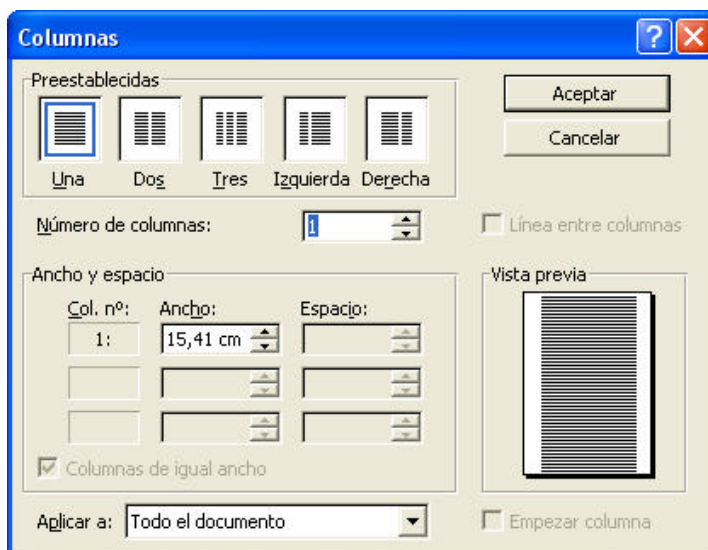 Columnas
Preestablecidas
Una Dos Tres Izquierda Derecha
Aceptar
Cancelar
Número de columnas: 1
Línea entre columnas
Ancho y espacio
Col. nº: Ancho: Espacio:
1: 15,41 cm
Columnas de igual ancho
Vista previa
Aplicar a: Todo el documento
Empezar columna